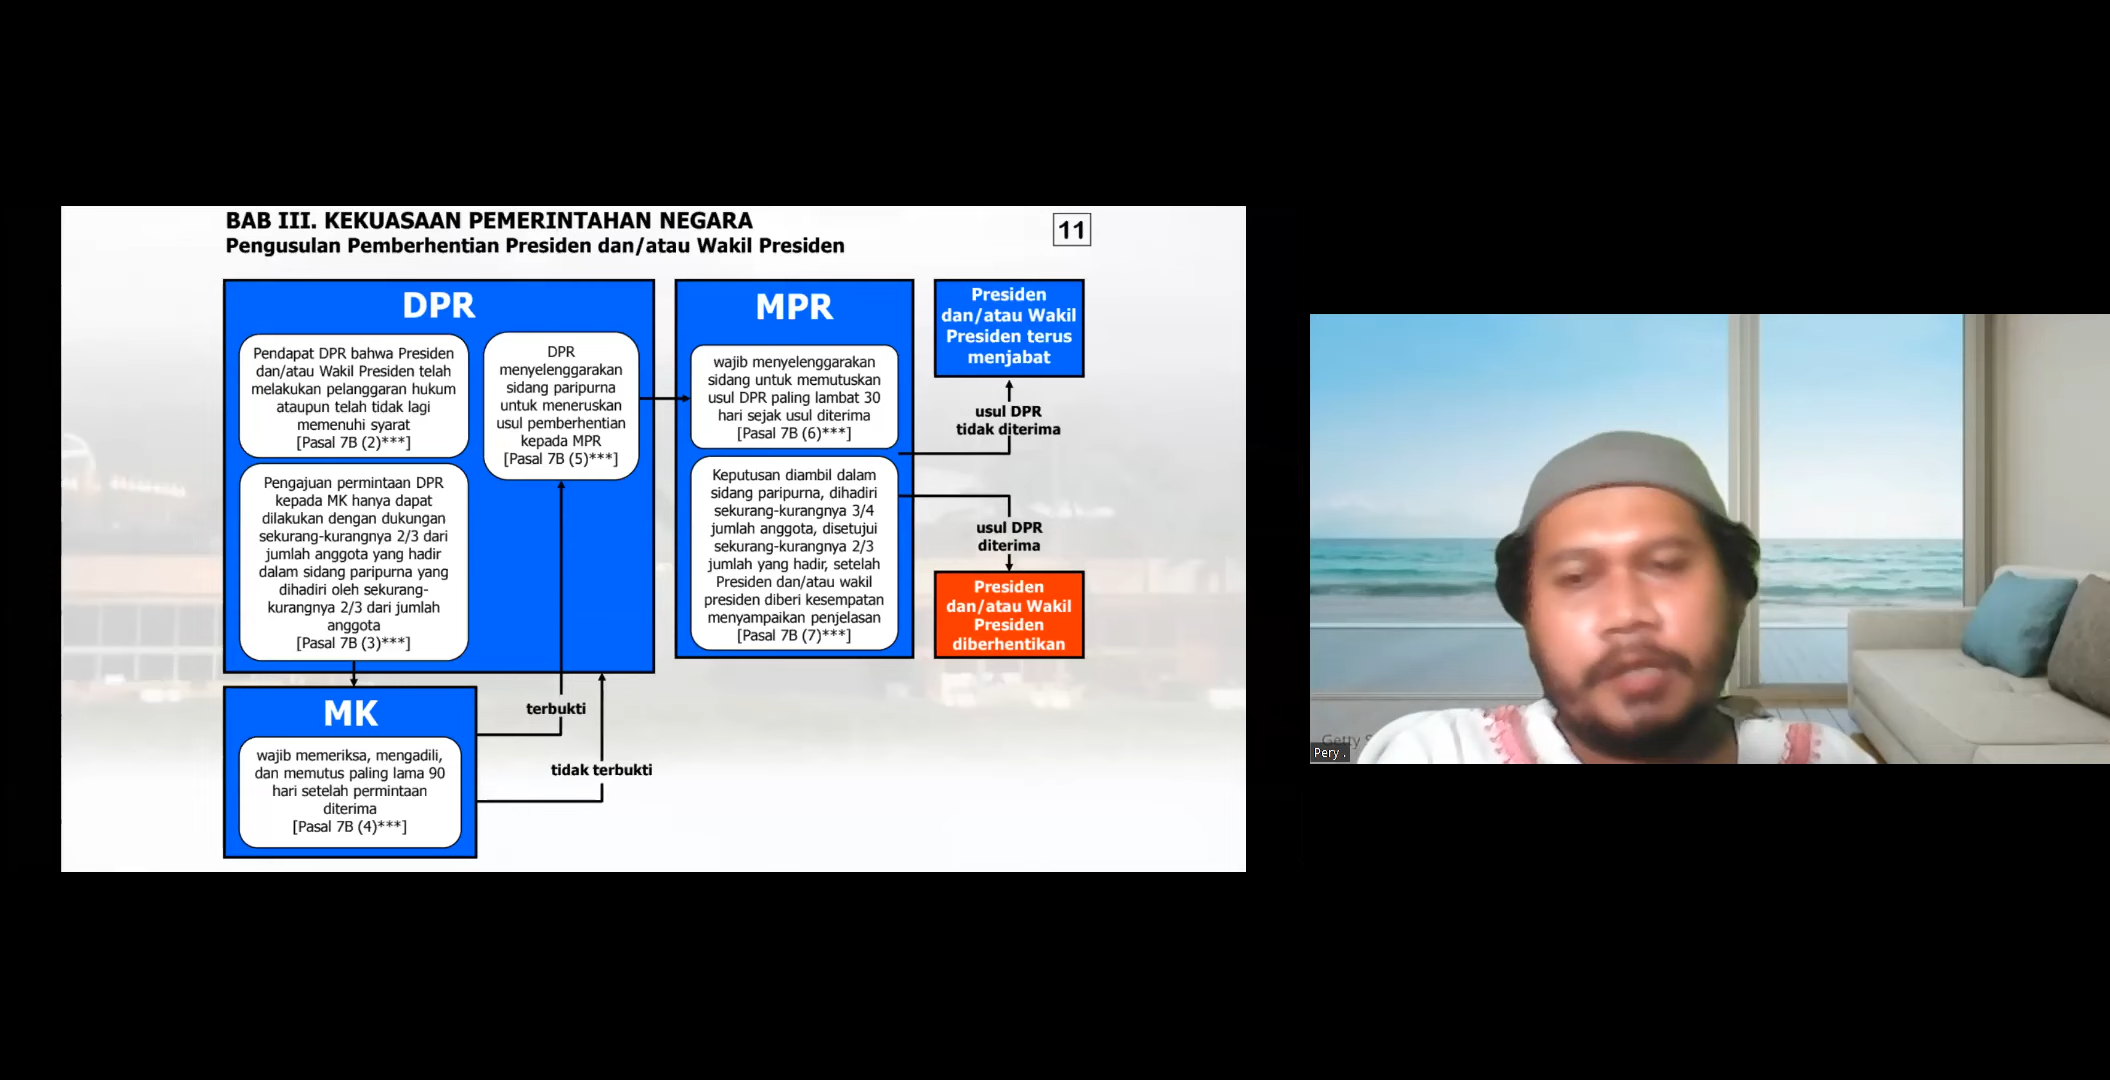 BAB III. KEKUASAAN PEMERINTAHAN NEGARA
Pengusulan Pemberhentian Presiden dan/atau Wakil Presiden
11
DPR
Pendapat DPR bahwa Presiden
dan/atau Wakil Presiden telah
melakukan pelanggaran hukum
ataupun telah tidak lagi
memenuhi syarat
[Pasal 7B (2)***]
Pengajuan permintaan DPR
kepada MK hanya dapat
dilakukan dengan dukungan
sekurang-kurangnya 2/3 dari
jumlah anggota yang hadir
dalam sidang paripurna yang
dihadiri oleh sekurang-
kurangnya 2/3 dari jumlah
anggota
[Pasal 7B (3)***]
DPR
menyelenggarakan
sidang paripurna
untuk meneruskan
usul pemberhentian
kepada MPR
[Pasal 7B (5)***]
MK
wajib memeriksa, mengadili,
dan memutus paling lama 90
hari setelah permintaan
diterima
[Pasal 7B (4)***]
terbukti
tidak terbukti
MPR
wajib menyelenggarakan
sidang untuk memutuskan
usul DPR paling lambat 30
hari sejak usul diterima
[Pasal 7B (6)***]
Keputusan diambil dalam
sidang paripurna, dihadiri
sekurang-kurangnya 3/4
jumlah anggota, disetujui
sekurang-kurangnya 2/3
jumlah yang hadir, setelah
Presiden dan/atau wakil
presiden diberi kesempatan
menyampaikan penjelasan
[Pasal 7B (7)***]
Presiden
dan/atau Wakil
Presiden terus
menjabat
usul DPR
tidak diterima
usul DPR
diterima
Presiden
dan/atau Wakil
Presiden
diberhentikan
Getty
Pery .